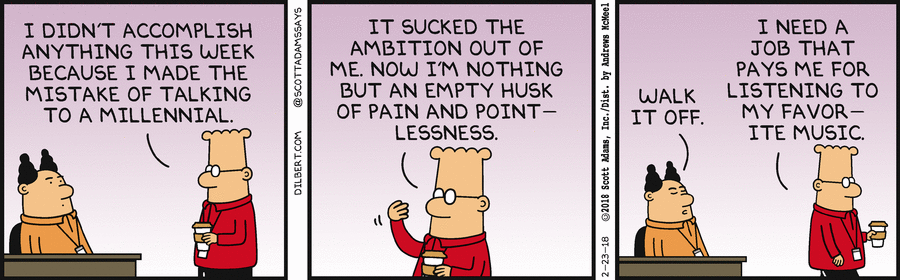 I DIDN'T ACCOMPLISH
ANYTHING THIS WEEK
BECAUSE I MADE THE
MISTAKE OF TALKING
TO A MILLENNIAL.
DILBERT.COM @SCOTTADAMSSAYS
IT SUCKED THE
AMBITION OUT OF
ME. NOW I'M NOTHING
BUT AN EMPTY HUSK
OF PAIN AND POINT-
LESSNESS.
2-23-18 ©2018 Scott Adams, Inc./Dist. by Andrews McMeel
WALK
IT OFF.
I NEED A
JOB THAT
PAYS ME FOR
LISTENING TO
MY FAVOR-
ITE MUSIC.